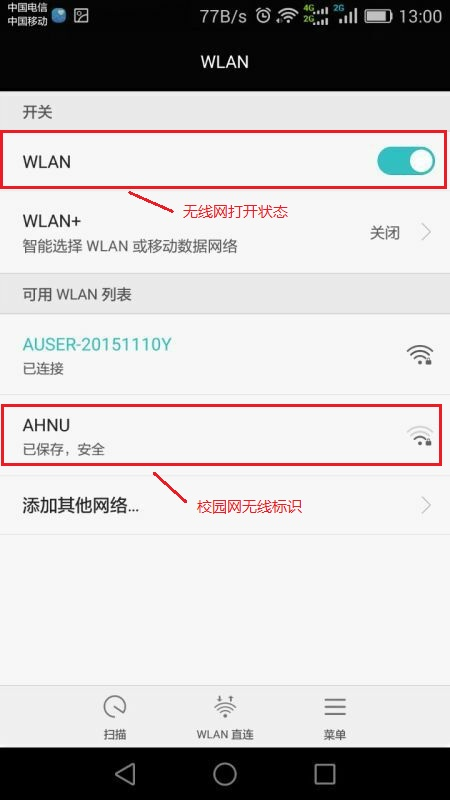 中国电信
中国移动
77B/s 4G 2G 2G 13:00
WLAN
开关
WLAN
无线网打开状态
WLAN+
智能选择 WLAN 或移动数据网络
关闭
可用 WLAN 列表
AUSER-20151110Y
已连接
AHNU
已保存，安全
校园网无线标识
添加其他网络...
扫描 WLAN 直连 菜单